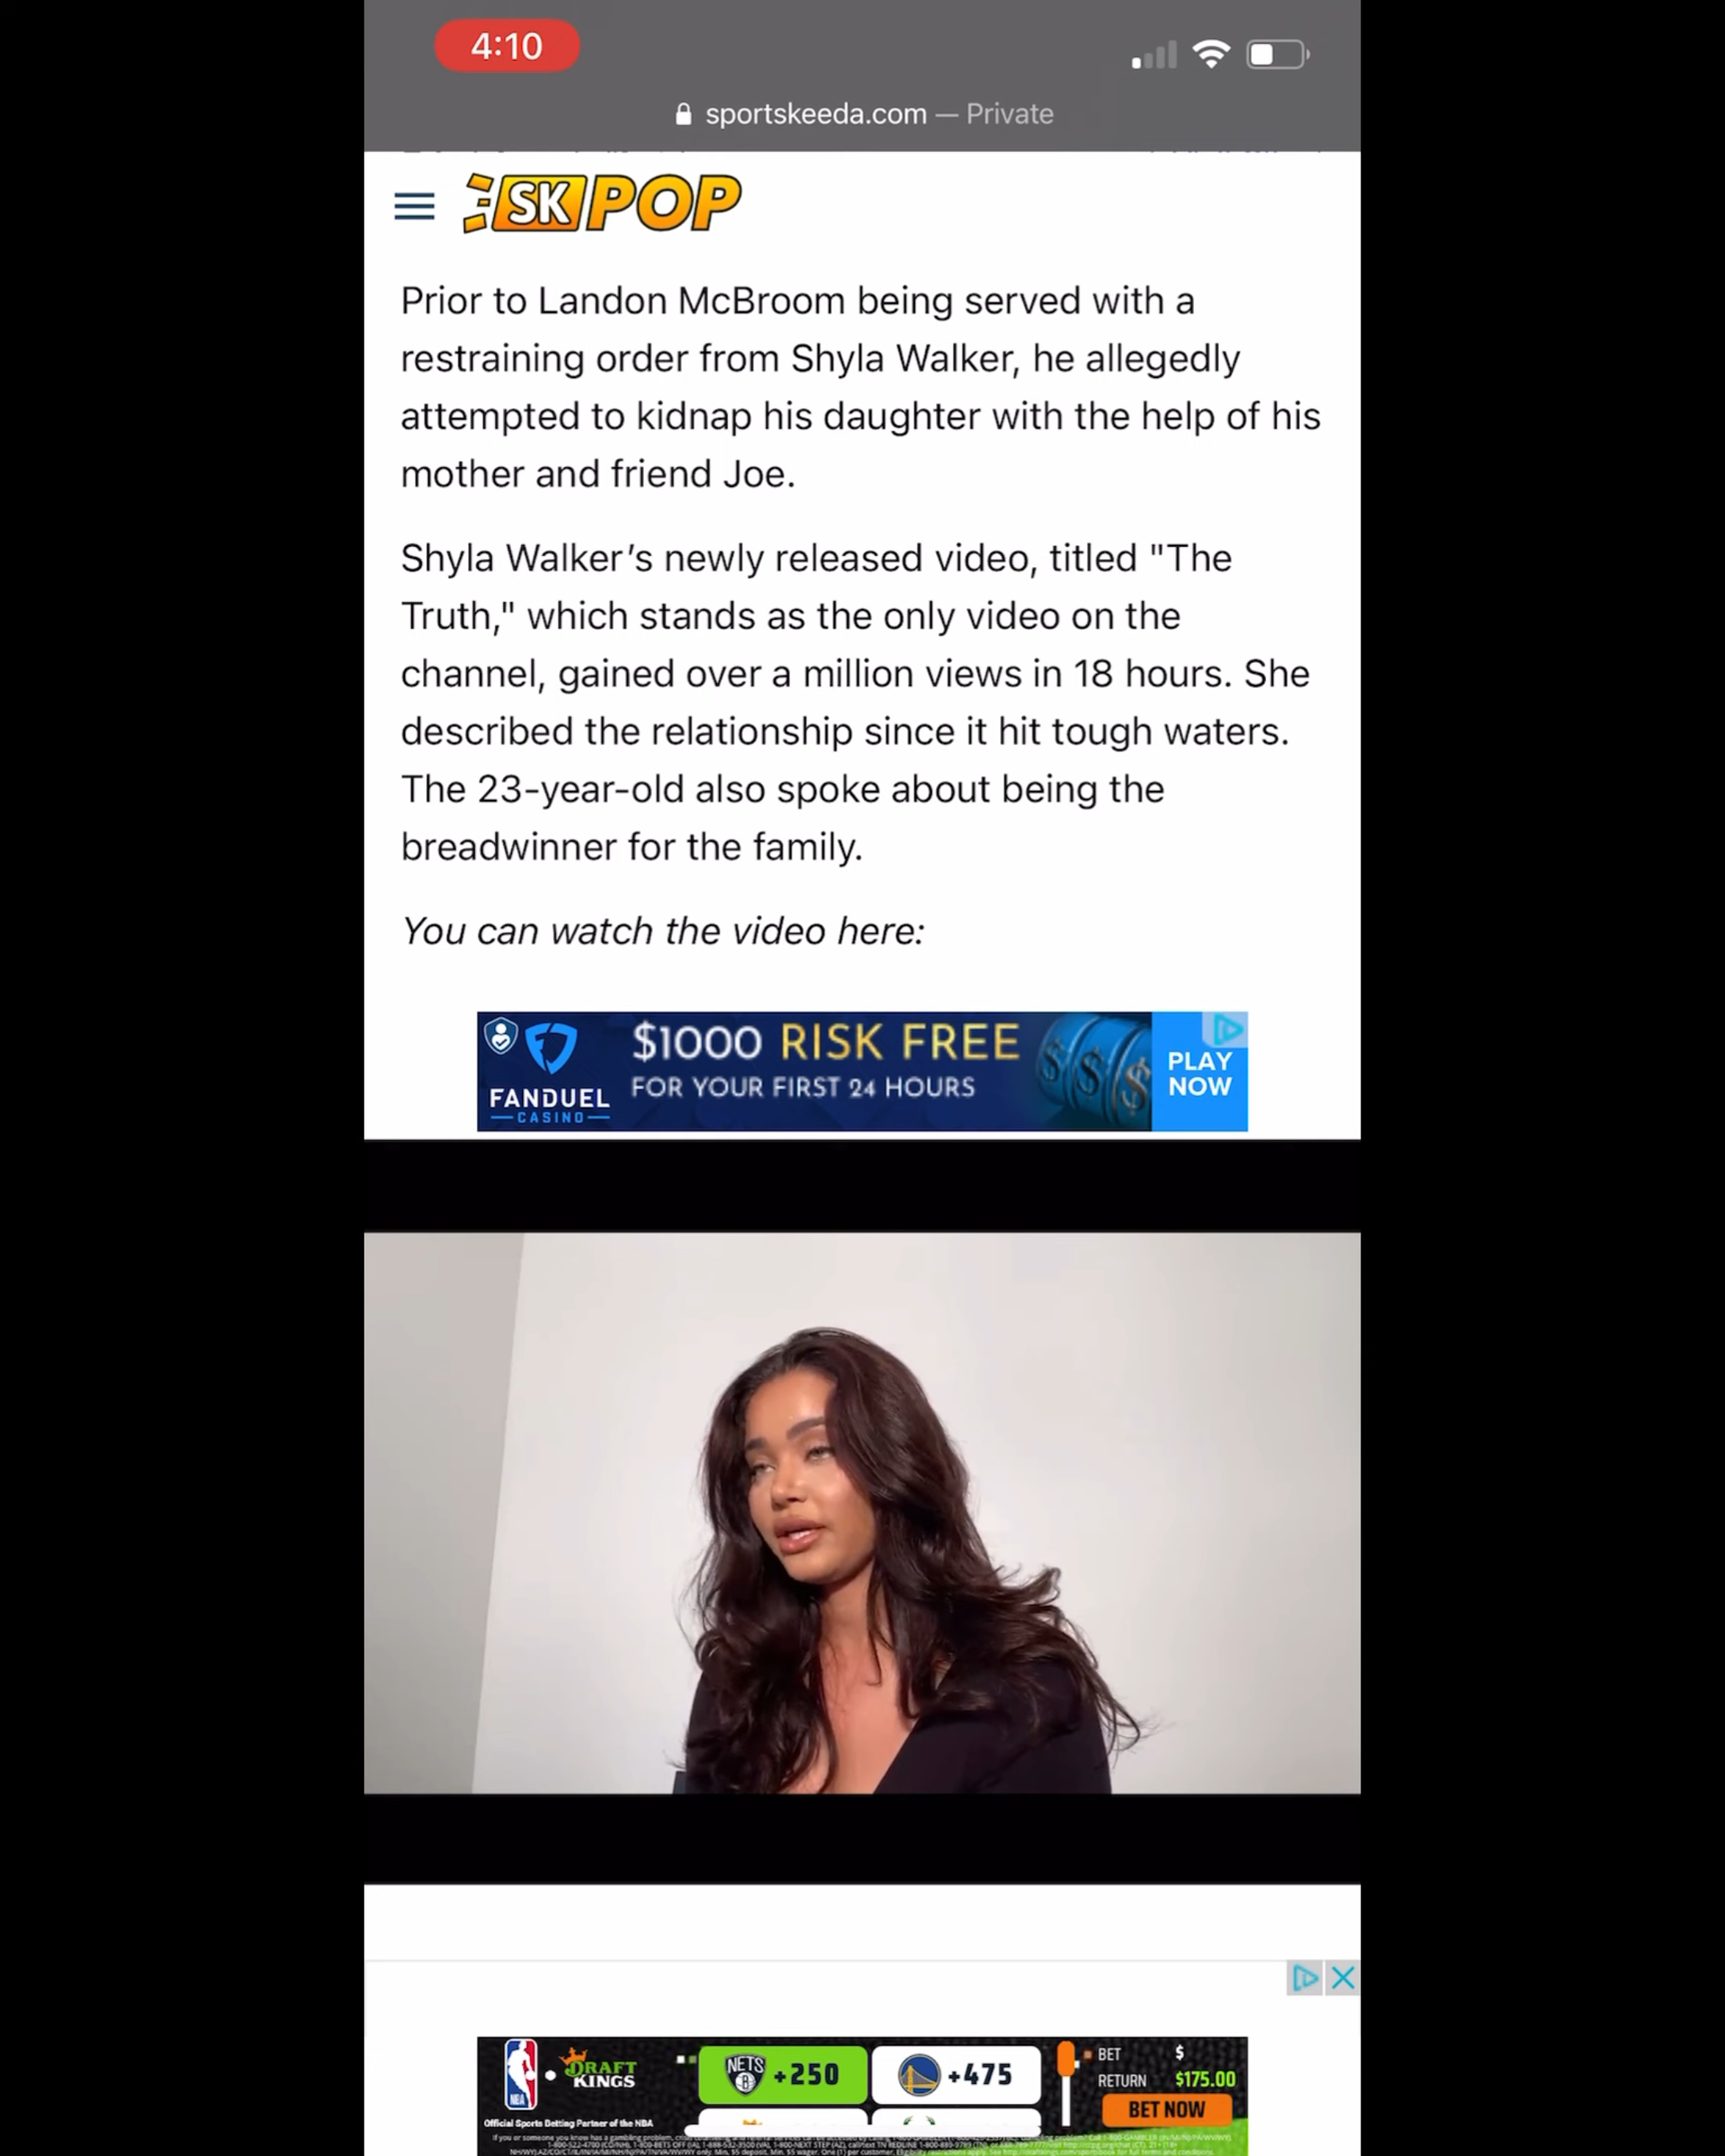 4:10
sportskeeda.com — Private
SK POP
Prior to Landon McBroom being served with a
restraining order from Shyla Walker, he allegedly
attempted to kidnap his daughter with the help of his
mother and friend Joe.
Shyla Walker’s newly released video, titled "The
Truth," which stands as the only video on the
channel, gained over a million views in 18 hours. She
described the relationship since it hit tough waters.
The 23-year-old also spoke about being the
breadwinner for the family.
You can watch the video here:
FANDUEL
CASINO
$1000 RISK FREE
FOR YOUR FIRST 24 HOURS
PLAY
NOW
NBA
DRAFT
KINGS
Official Sports Betting Partner of the NBA
NETS
B
+250
+475
BET $
RETURN $175.00
BET NOW